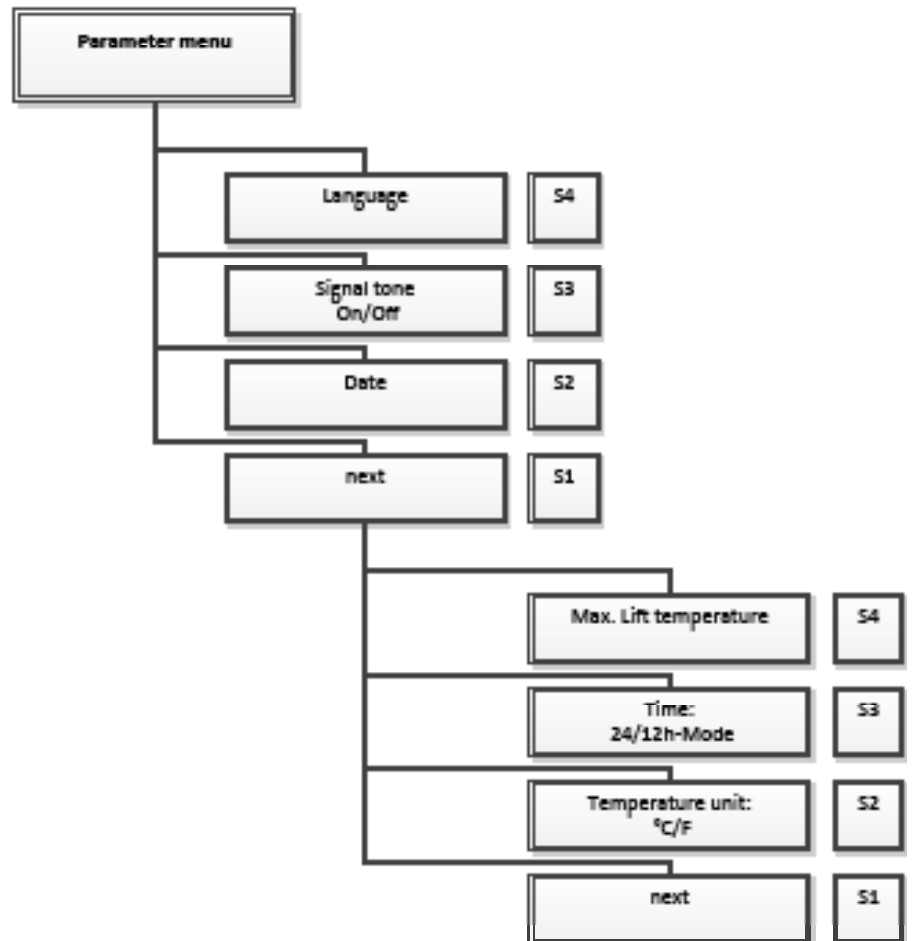 Parameter menu
Language
S4
Signal tone
On/Off
S3
Date
S2
next
S1
Max. Lift temperature
S4
Time:
24/12h-Mode
S3
Temperature unit:
°C/F
S2
next
S1